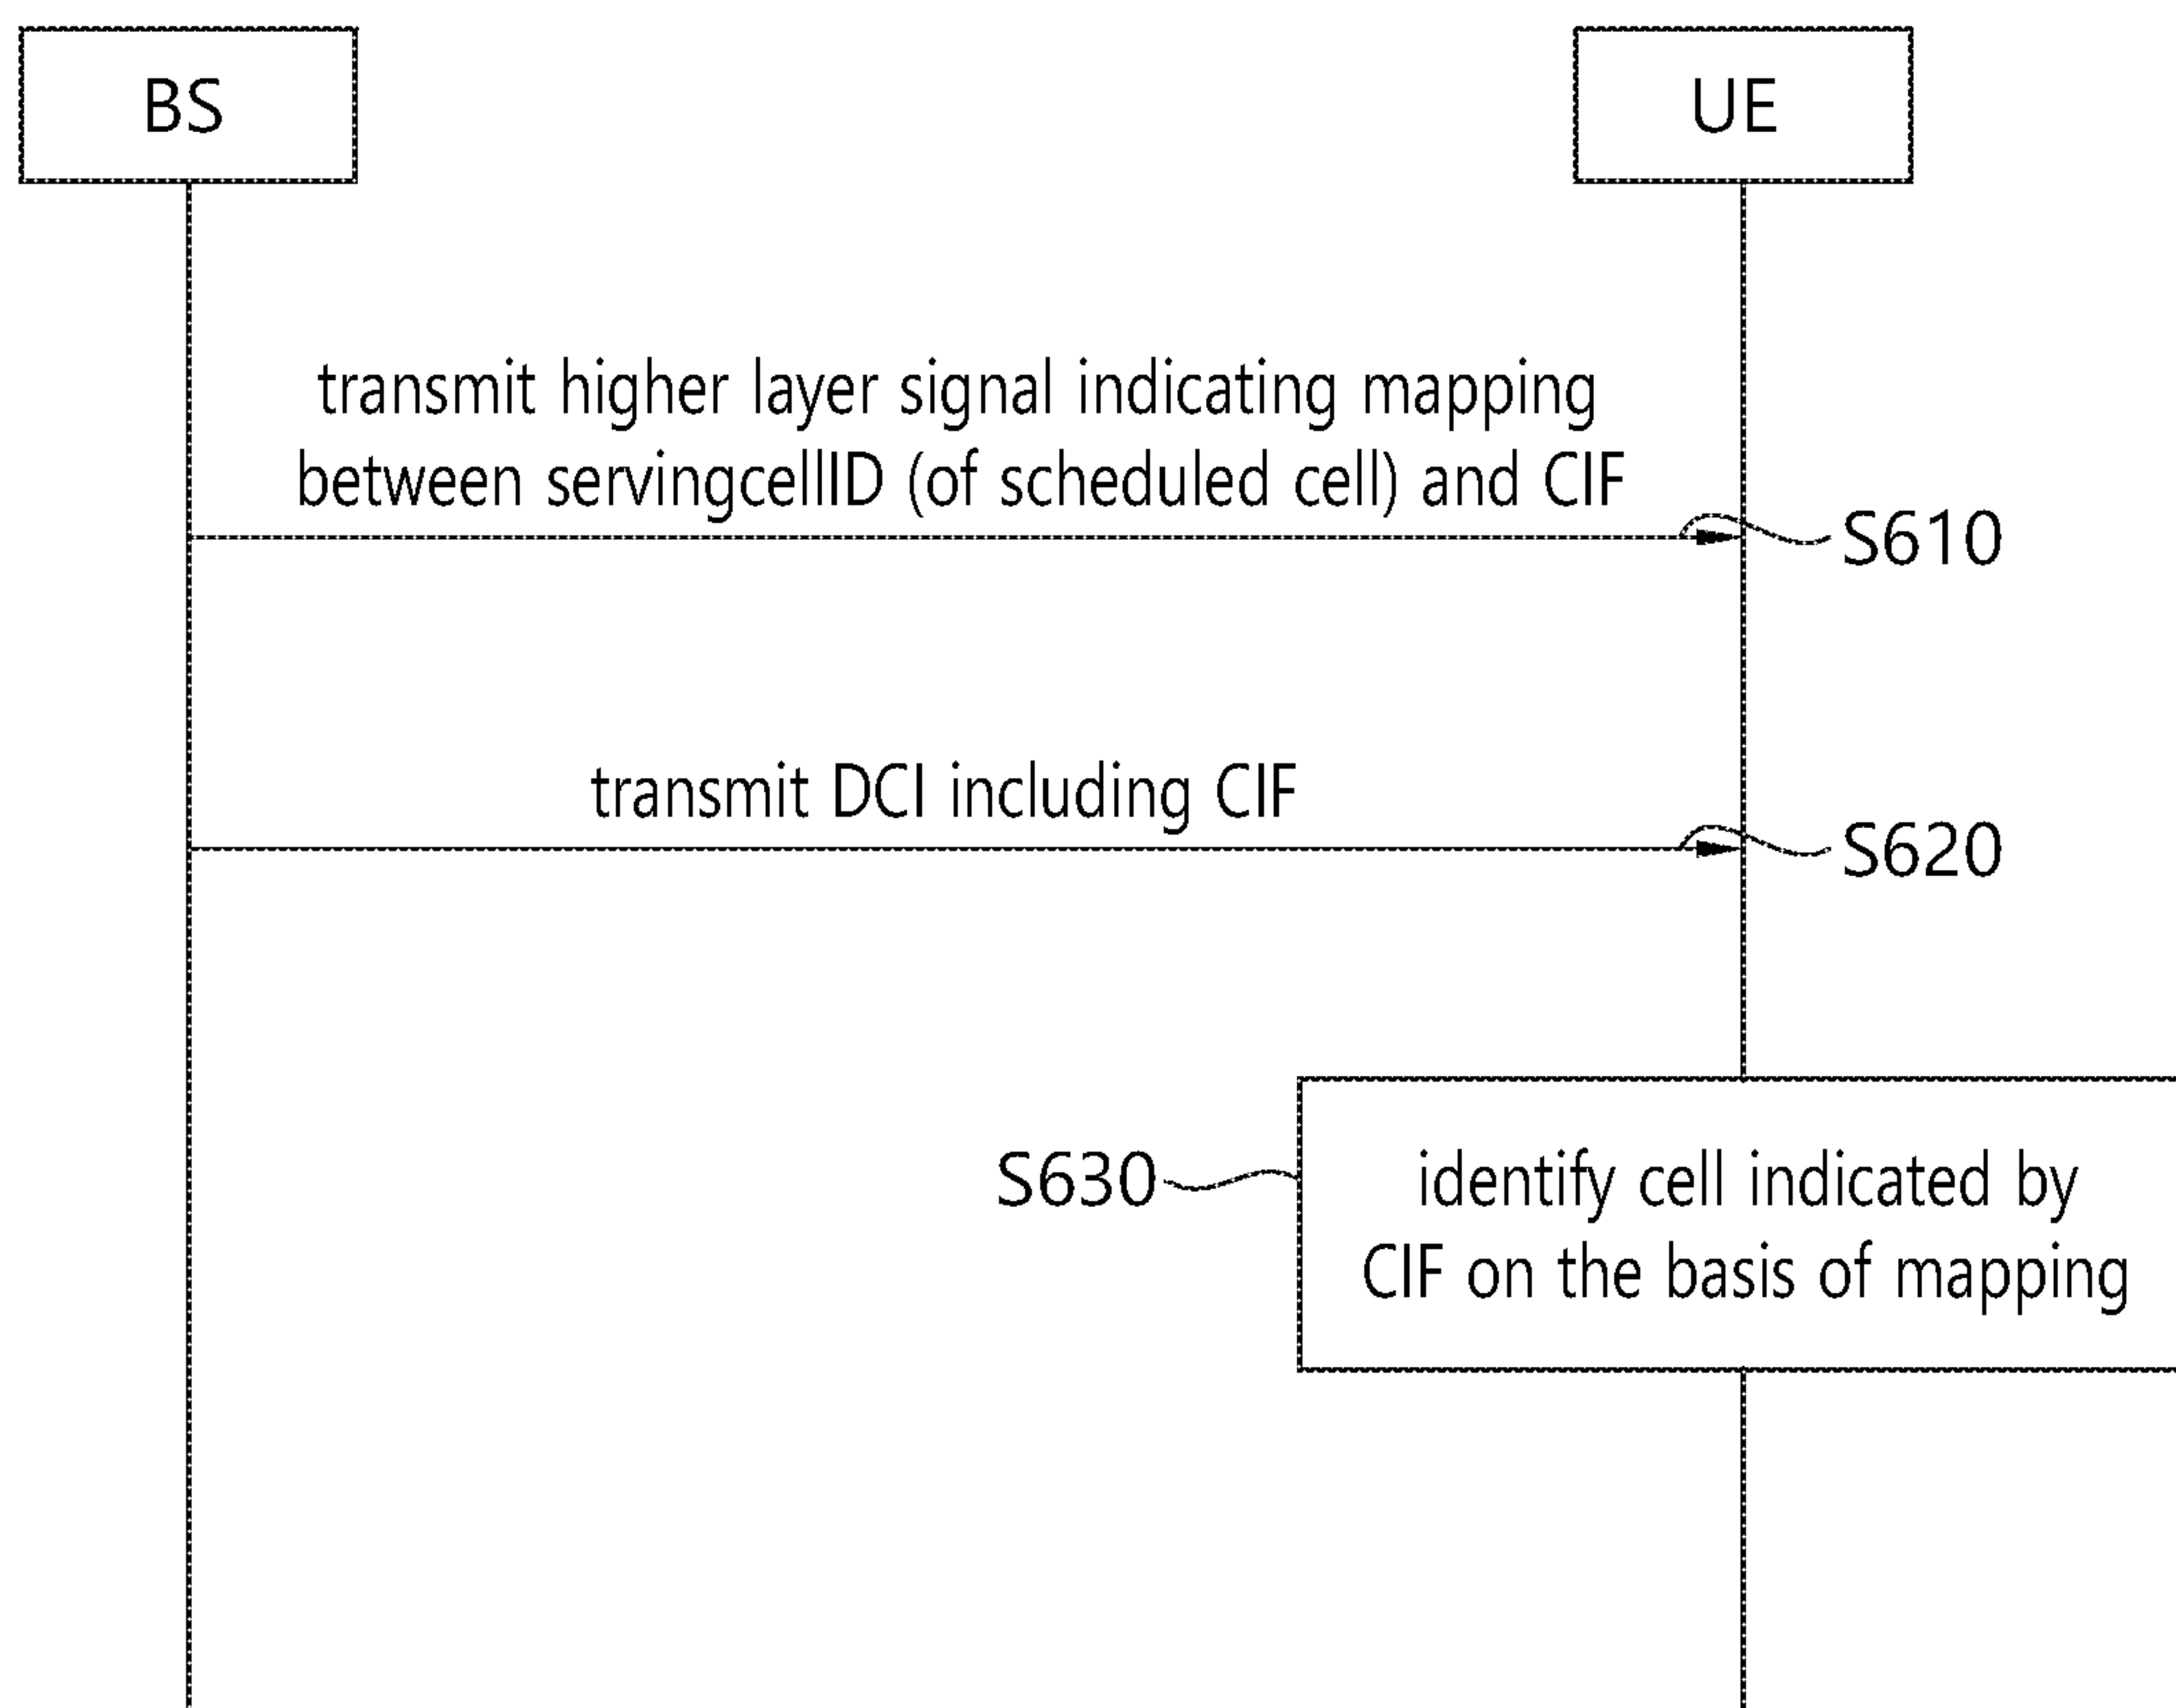 BS
UE
transmit higher layer signal indicating mapping
between servingcellID (of scheduled cell) and CIF
S610
transmit DCI including CIF
S620
S630
identify cell indicated by
CIF on the basis of mapping